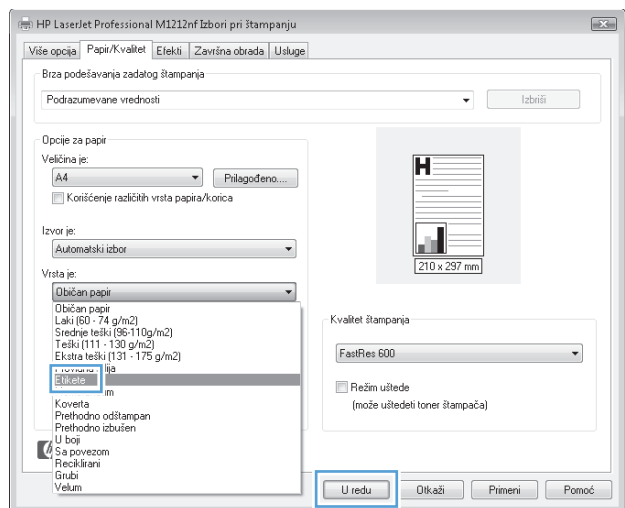 HP LaserJet Professional M1212nf Izbori pri štampanju
Više opcija Papir/Kvalitet Efekti Završna obrada Usluge
Brza podešavanja zadatog štampanja
Podrazumevane vrednosti Izbriši
Opcije za papir
Veličina je:
A4 Prilagođeno....
Korišćenje različitih vrsta papira/korica
Izvor je:
Automatski izbor
Vrsta je:
Običan papir
Običan papir
Laki (60 - 74 g/m2)
Srednje teški (96-110g/m2)
Teški (111 - 130 g/m2)
Ekstra teški (131 - 175 g/m2)
Etikete
Koverta
Prethodno odštampan
Prethodno izbušen
U boji
Sa povezom
Reciklirani
Grubi
Velum
H
210 x 297 mm
Kvalitet štampanja
FastRes 600
Režim uštede
(može uštedeti toner štampača)
U redu Otkaži Primeni Pomoć